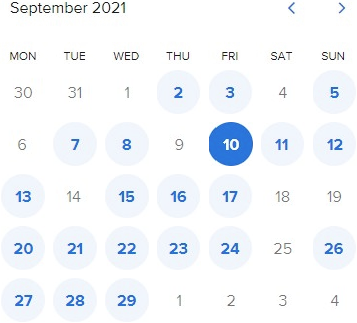 September 2021
MON TUE WED THU FRI SAT SUN
30 31 1 2 3 4 5
6 7 8 9 10 11 12
13 14 15 16 17 18 19
20 21 22 23 24 25 26
27 28 29 1 2 3 4